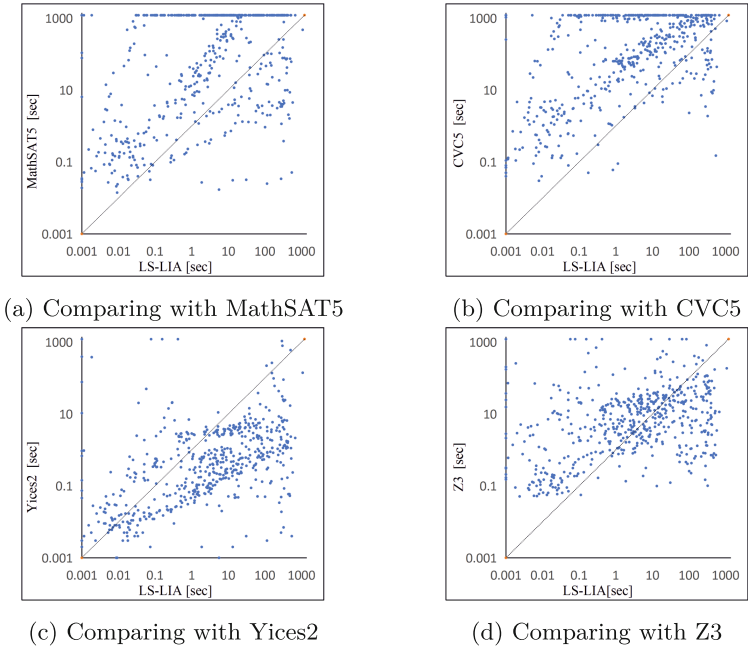 1000
10
0.1
0.001
MathSAT5 [sec]
0.001 0.01 0.1 1 10 100 1000
LS-LIA [sec]
(a) Comparing with MathSAT5
1000
10
0.1
0.001
CVC5 [sec]
0.001 0.01 0.1 1 10 100 1000
LS-LIA [sec]
(b) Comparing with CVC5
1000
10
0.1
0.001
Yices2 [sec]
0.001 0.01 0.1 1 10 100 1000
LS-LIA [sec]
(c) Comparing with Yices2
1000
10
0.1
0.001
Z3 [sec]
0.001 0.01 0.1 1 10 100 1000
LS-LIA[sec]
(d) Comparing with Z3